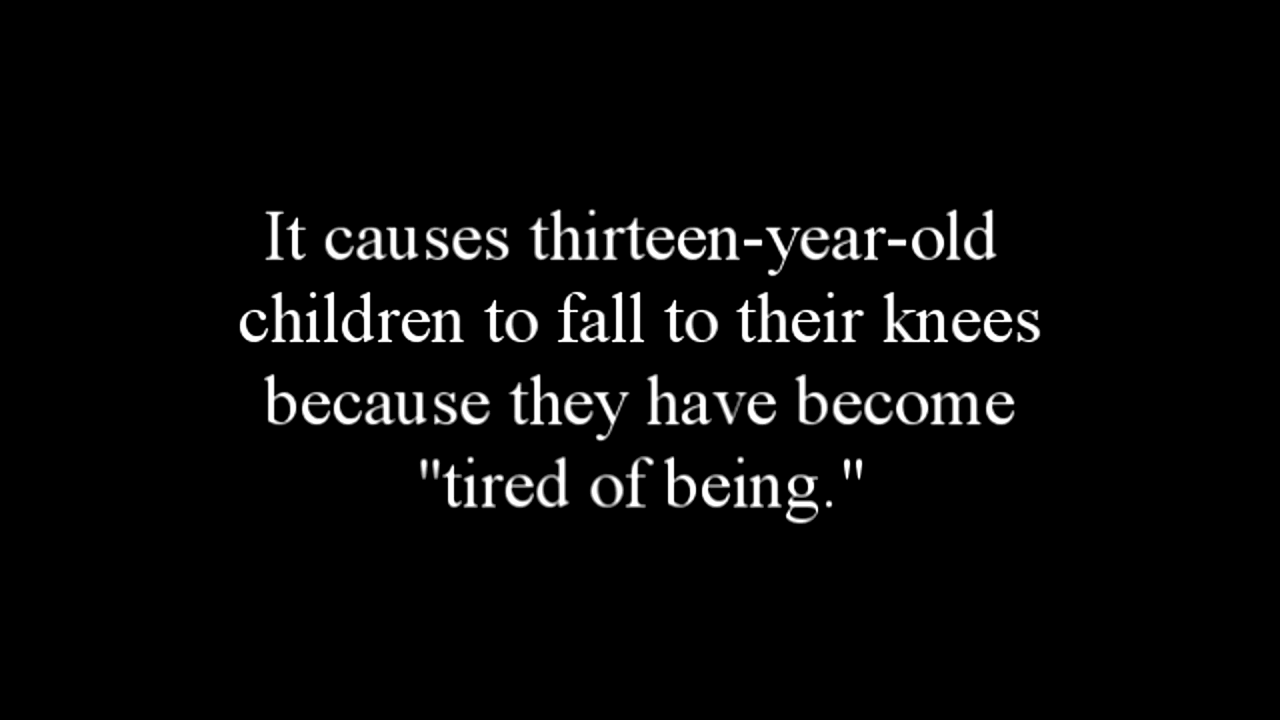 It causes thirteen-year-old
children to fall to their knees
because they have become
"tired of being."